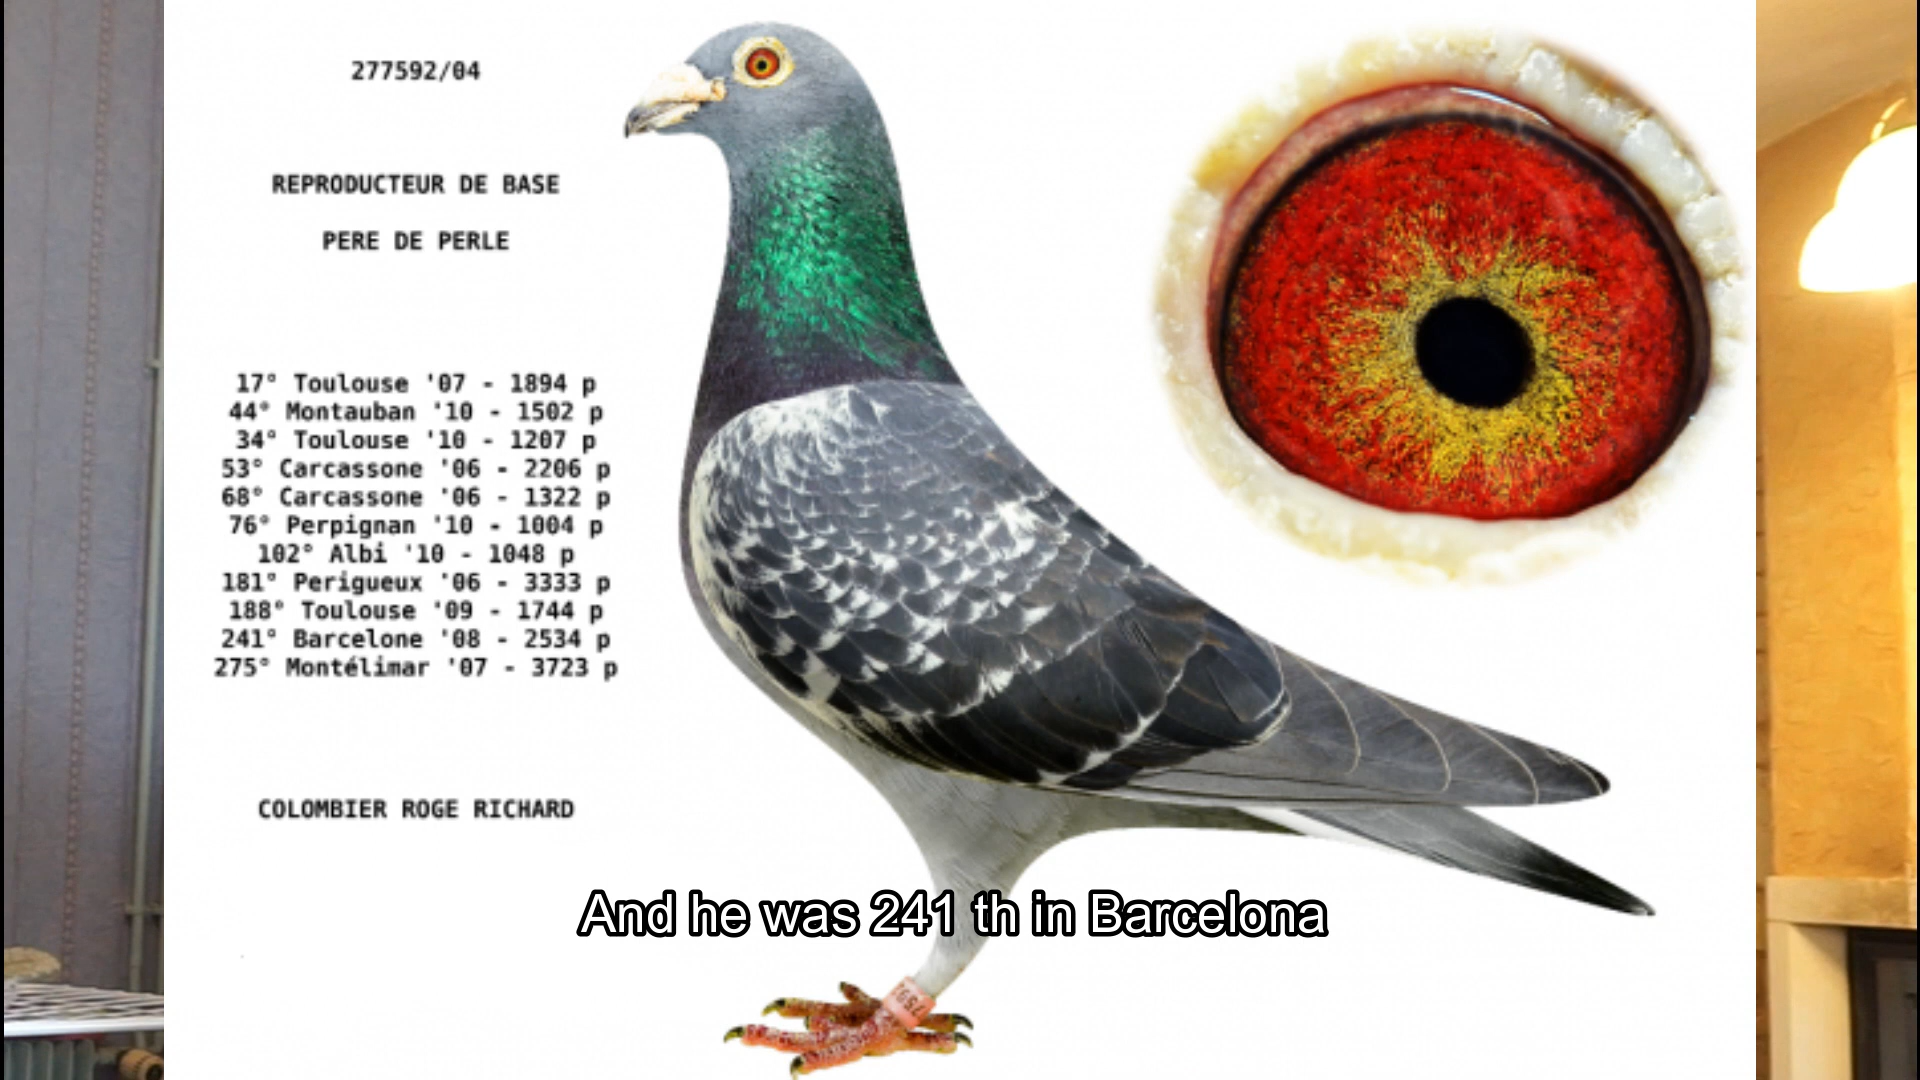 277592/04
REPRODUCTEUR DE BASE
PERE DE PERLE
17° Toulouse '07 - 1894 p
44° Montauban '10 - 1502 p
34° Toulouse '10 - 1207 p
53° Carcassone '06 - 2206 p
68° Carcassone '06 - 1322 p
76° Perpignan '10 - 1004 p
102° Albi '10 - 1048 p
181° Perigueux '06 - 3333 p
188° Toulouse '09 - 1744 p
241° Barcelone '08 - 2534 p
275° Montélimar '07 - 3723 p
COLOMBIER ROGE RICHARD
And he was 241 th in Barcelona